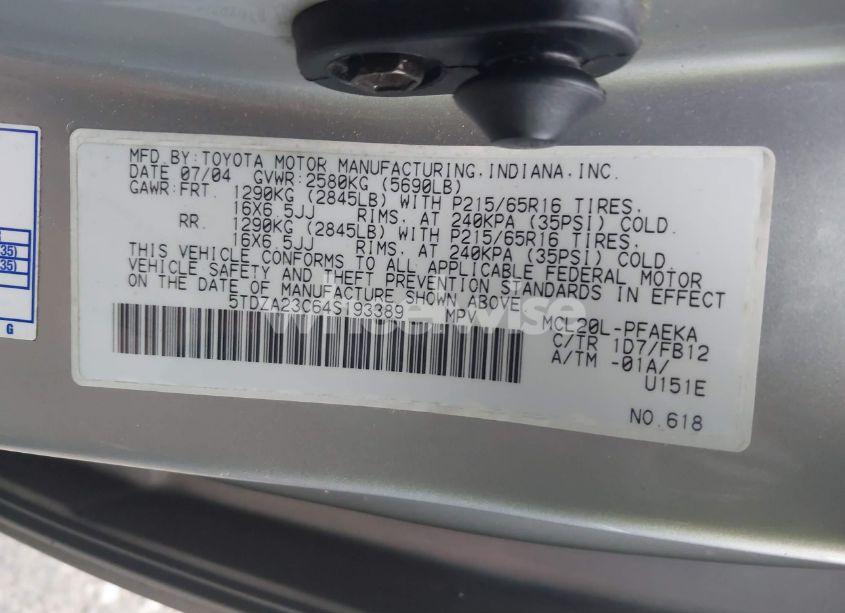 MFD BY: TOYOTA MOTOR MANUFACTURING, INDIANA, INC.
DATE 07/04 GVWR: 2580KG (5690LB)
GAWR: FRT. 1290KG (2845LB) WITH P215/65R16 TIRES,
16X6.5JJ RIMS, AT 240KPA (35PSI) COLD.
RR. 1290KG (2845LB) WITH P215/65R16 TIRES,
16X6.5JJ RIMS, AT 240KPA (35PSI) COLD.
THIS VEHICLE CONFORMS TO ALL APPLICABLE FEDERAL MOTOR
VEHICLE SAFETY AND THEFT PREVENTION STANDARDS IN EFFECT
ON THE DATE OF MANUFACTURE SHOWN ABOVE
5TDZA23C64S193389 MPV
MCL20L-PFAEKA
C/TR 1D7/FB12
A/TM -01A/
U151E
NO.618
35)
35)
G